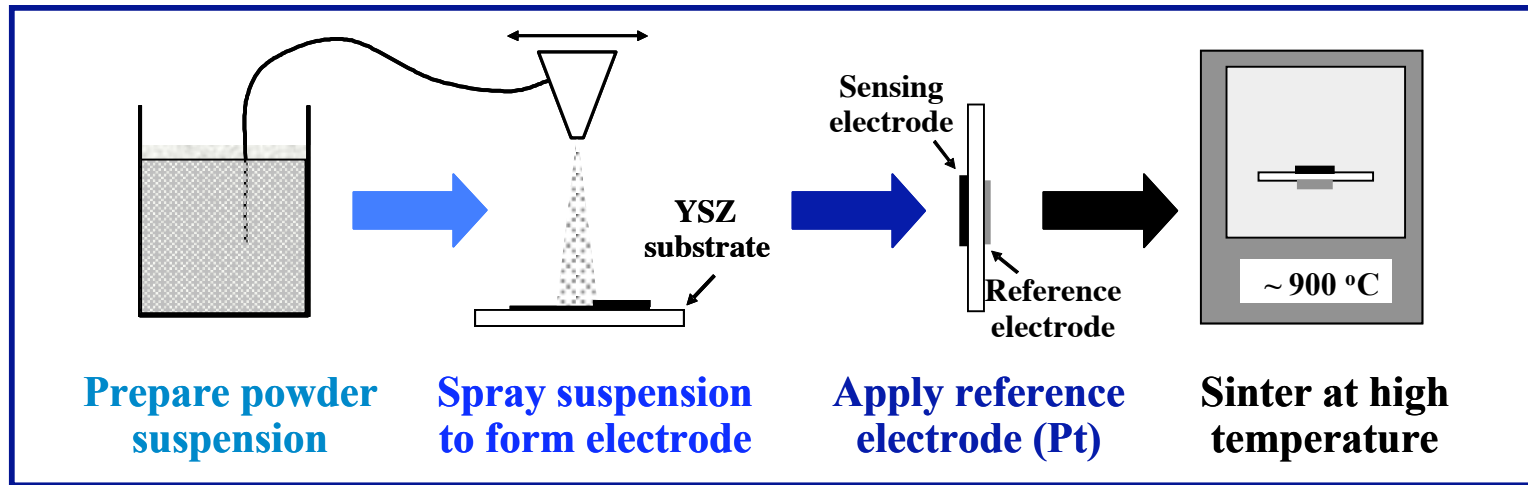 Sensing
electrode
YSZ
substrate
Reference
electrode
~ 900 °C
Prepare powder
suspension
Spray suspension
to form electrode
Apply reference
electrode (Pt)
Sinter at high
temperature